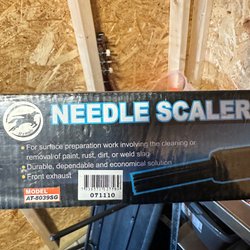 NEEDLE SCALER
• For surface preparation work involving the cleaning or
removal of paint, rust, dirt, or weld slag
• Durable, dependable and economical solution
• Front exhaust
MODEL
AT-6039SG
071110